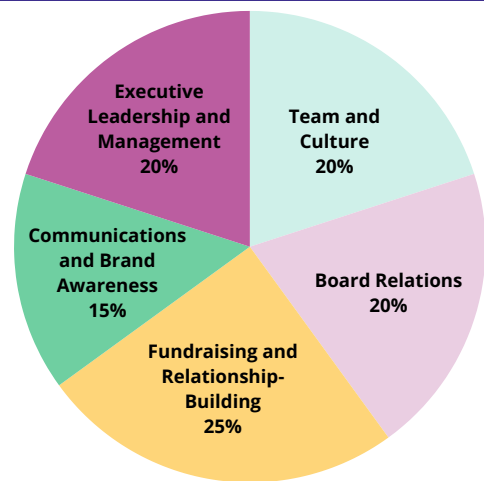 Executive
Leadership and
Management
20%
Team and
Culture
20%
Communications
and Brand
Awareness
15%
Board Relations
20%
Fundraising and
Relationship-
Building
25%